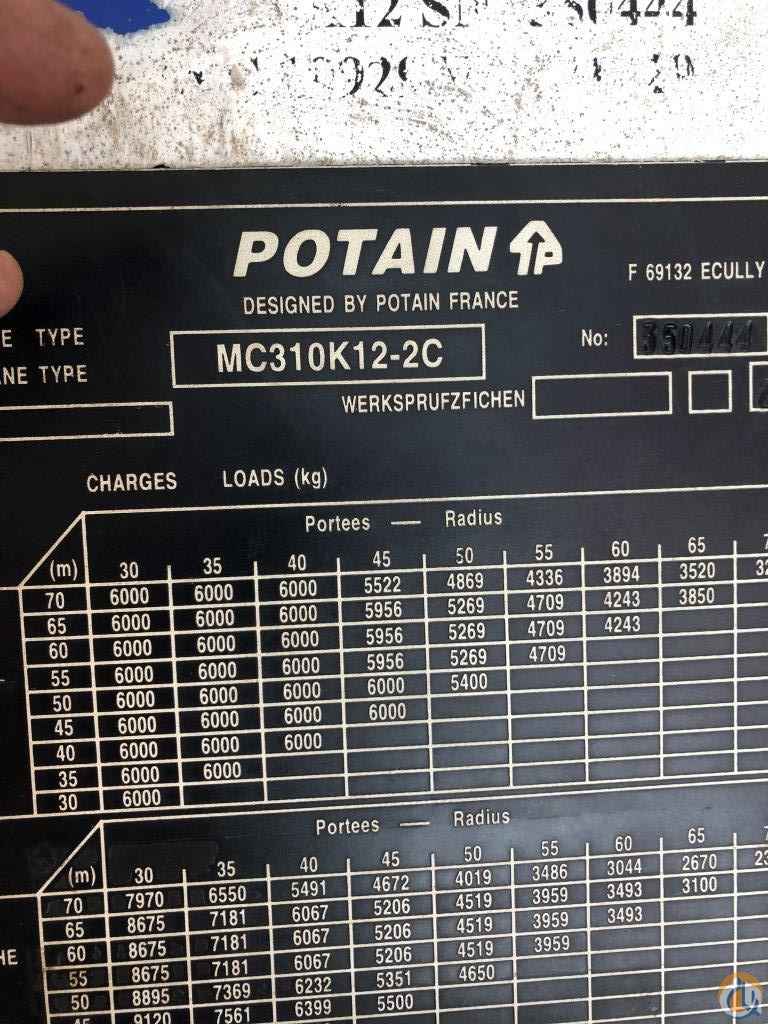 380444
POTAIN
DESIGNED BY POTAIN FRANCE
F 69132 ECULLY
E TYPE
NE TYPE
MC310K12-2C
No: 380444
WERKSPRUFZFICHEN
CHARGES LOADS (kg)
Portees — Radius
(m) 30 35 40 45 50 55 60 65
70 6000 6000 6000 5522 4869 4336 3894 3520
65 6000 6000 6000 5956 5269 4709 4243 3850
60 6000 6000 6000 5956 5269 4709 4243
55 6000 6000 6000 5956 5269 4709
50 6000 6000 6000 6000 5400
45 6000 6000 6000 6000
40 6000 6000 6000
35 6000 6000
30 6000
Portees — Radius
(m) 30 35 40 45 50 55 60 65
70 7970 6550 5491 4672 4019 3486 3044 2670
65 8675 7181 6067 5206 4519 3959 3493 3100
60 8675 7181 6067 5206 4519 3959 3493
55 8675 7181 6067 5206 4519 3959
50 8895 7369 6232 5351 4650
45 9120 7561 6399 5500
HE